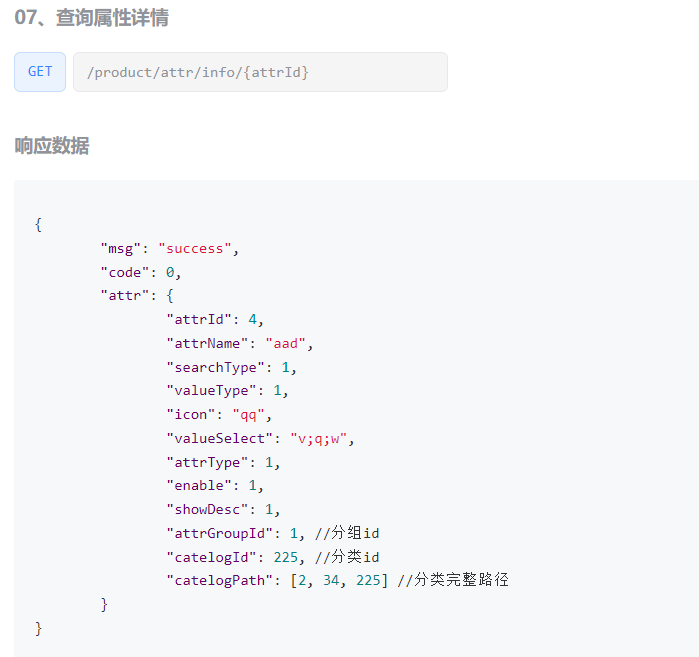 07、查询属性详情
GET /product/attr/info/{attrId}
响应数据
{
"msg": "success",
"code": 0,
"attr": {
"attrId": 4,
"attrName": "aad",
"searchType": 1,
"valueType": 1,
"icon": "qq",
"valueSelect": "v;q;w",
"attrType": 1,
"enable": 1,
"showDesc": 1,
"attrGroupId": 1, //分组id
"catelogId": 225, //分类id
"catelogPath": [2, 34, 225] //分类完整路径
}
}